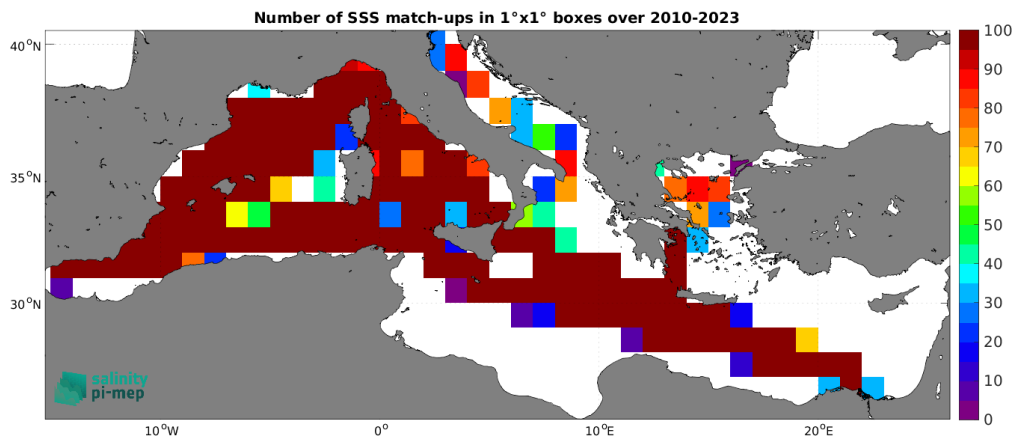 Number of SSS match-ups in 1°x1° boxes over 2010-2023
40°N
35°N
30°N
10°W
0°
10°E
20°E
100
90
80
70
60
50
40
30
20
10
0
salinity
pi-mep